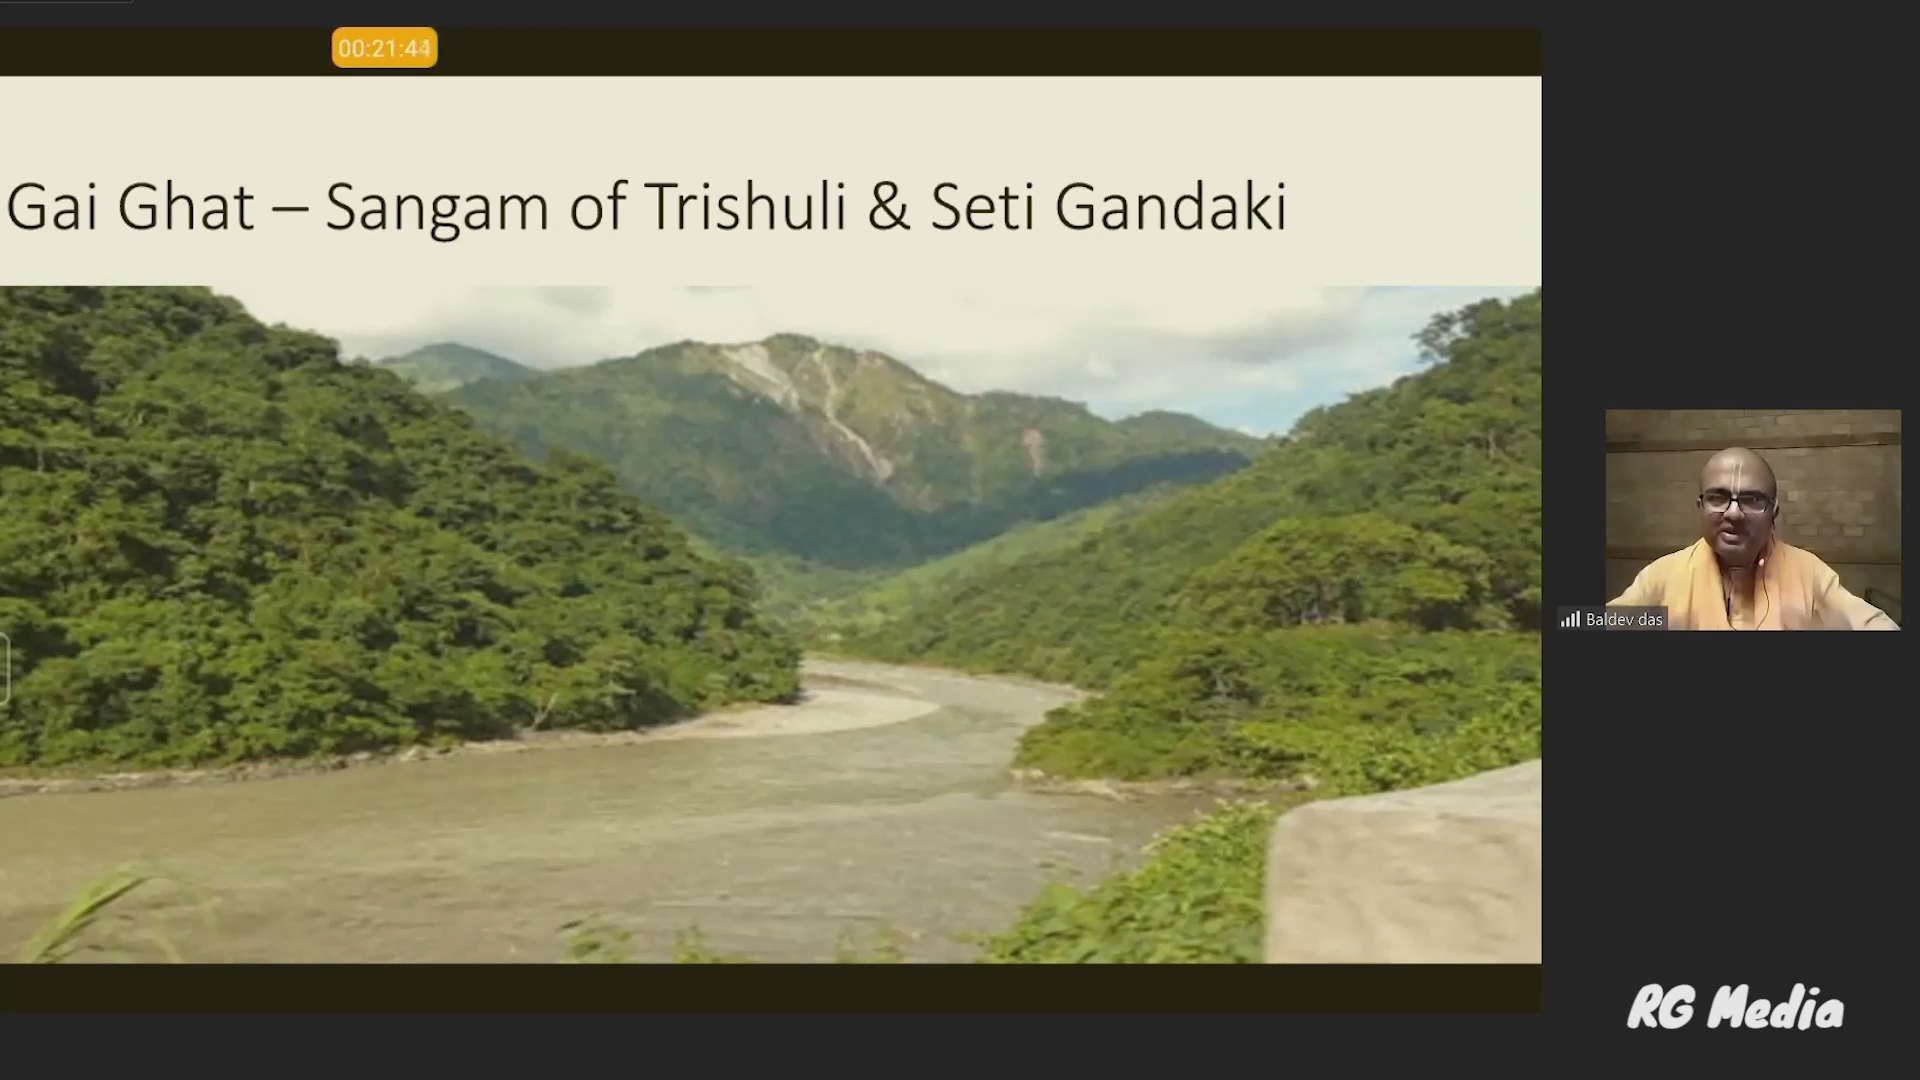 00:21:44
Gai Ghat – Sangam of Trishuli & Seti Gandaki
Baldev das
RG Media